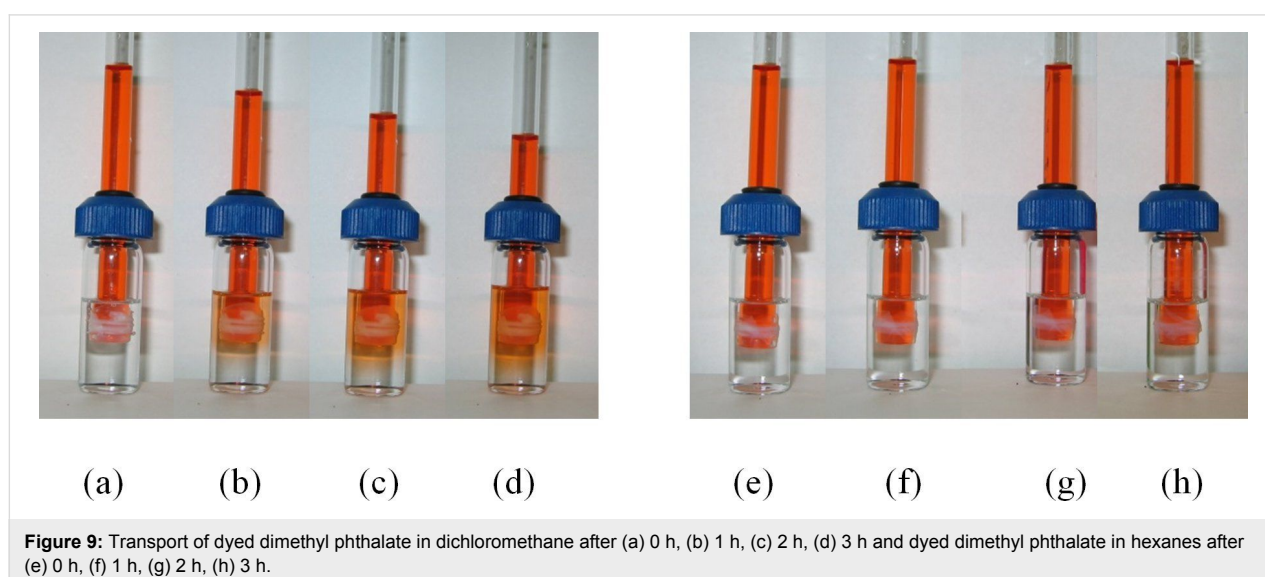 (a) (b) (c) (d) (e) (f) (g) (h)
Figure 9: Transport of dyed dimethyl phthalate in dichloromethane after (a) 0 h, (b) 1 h, (c) 2 h, (d) 3 h and dyed dimethyl phthalate in hexanes after
(e) 0 h, (f) 1 h, (g) 2 h, (h) 3 h.